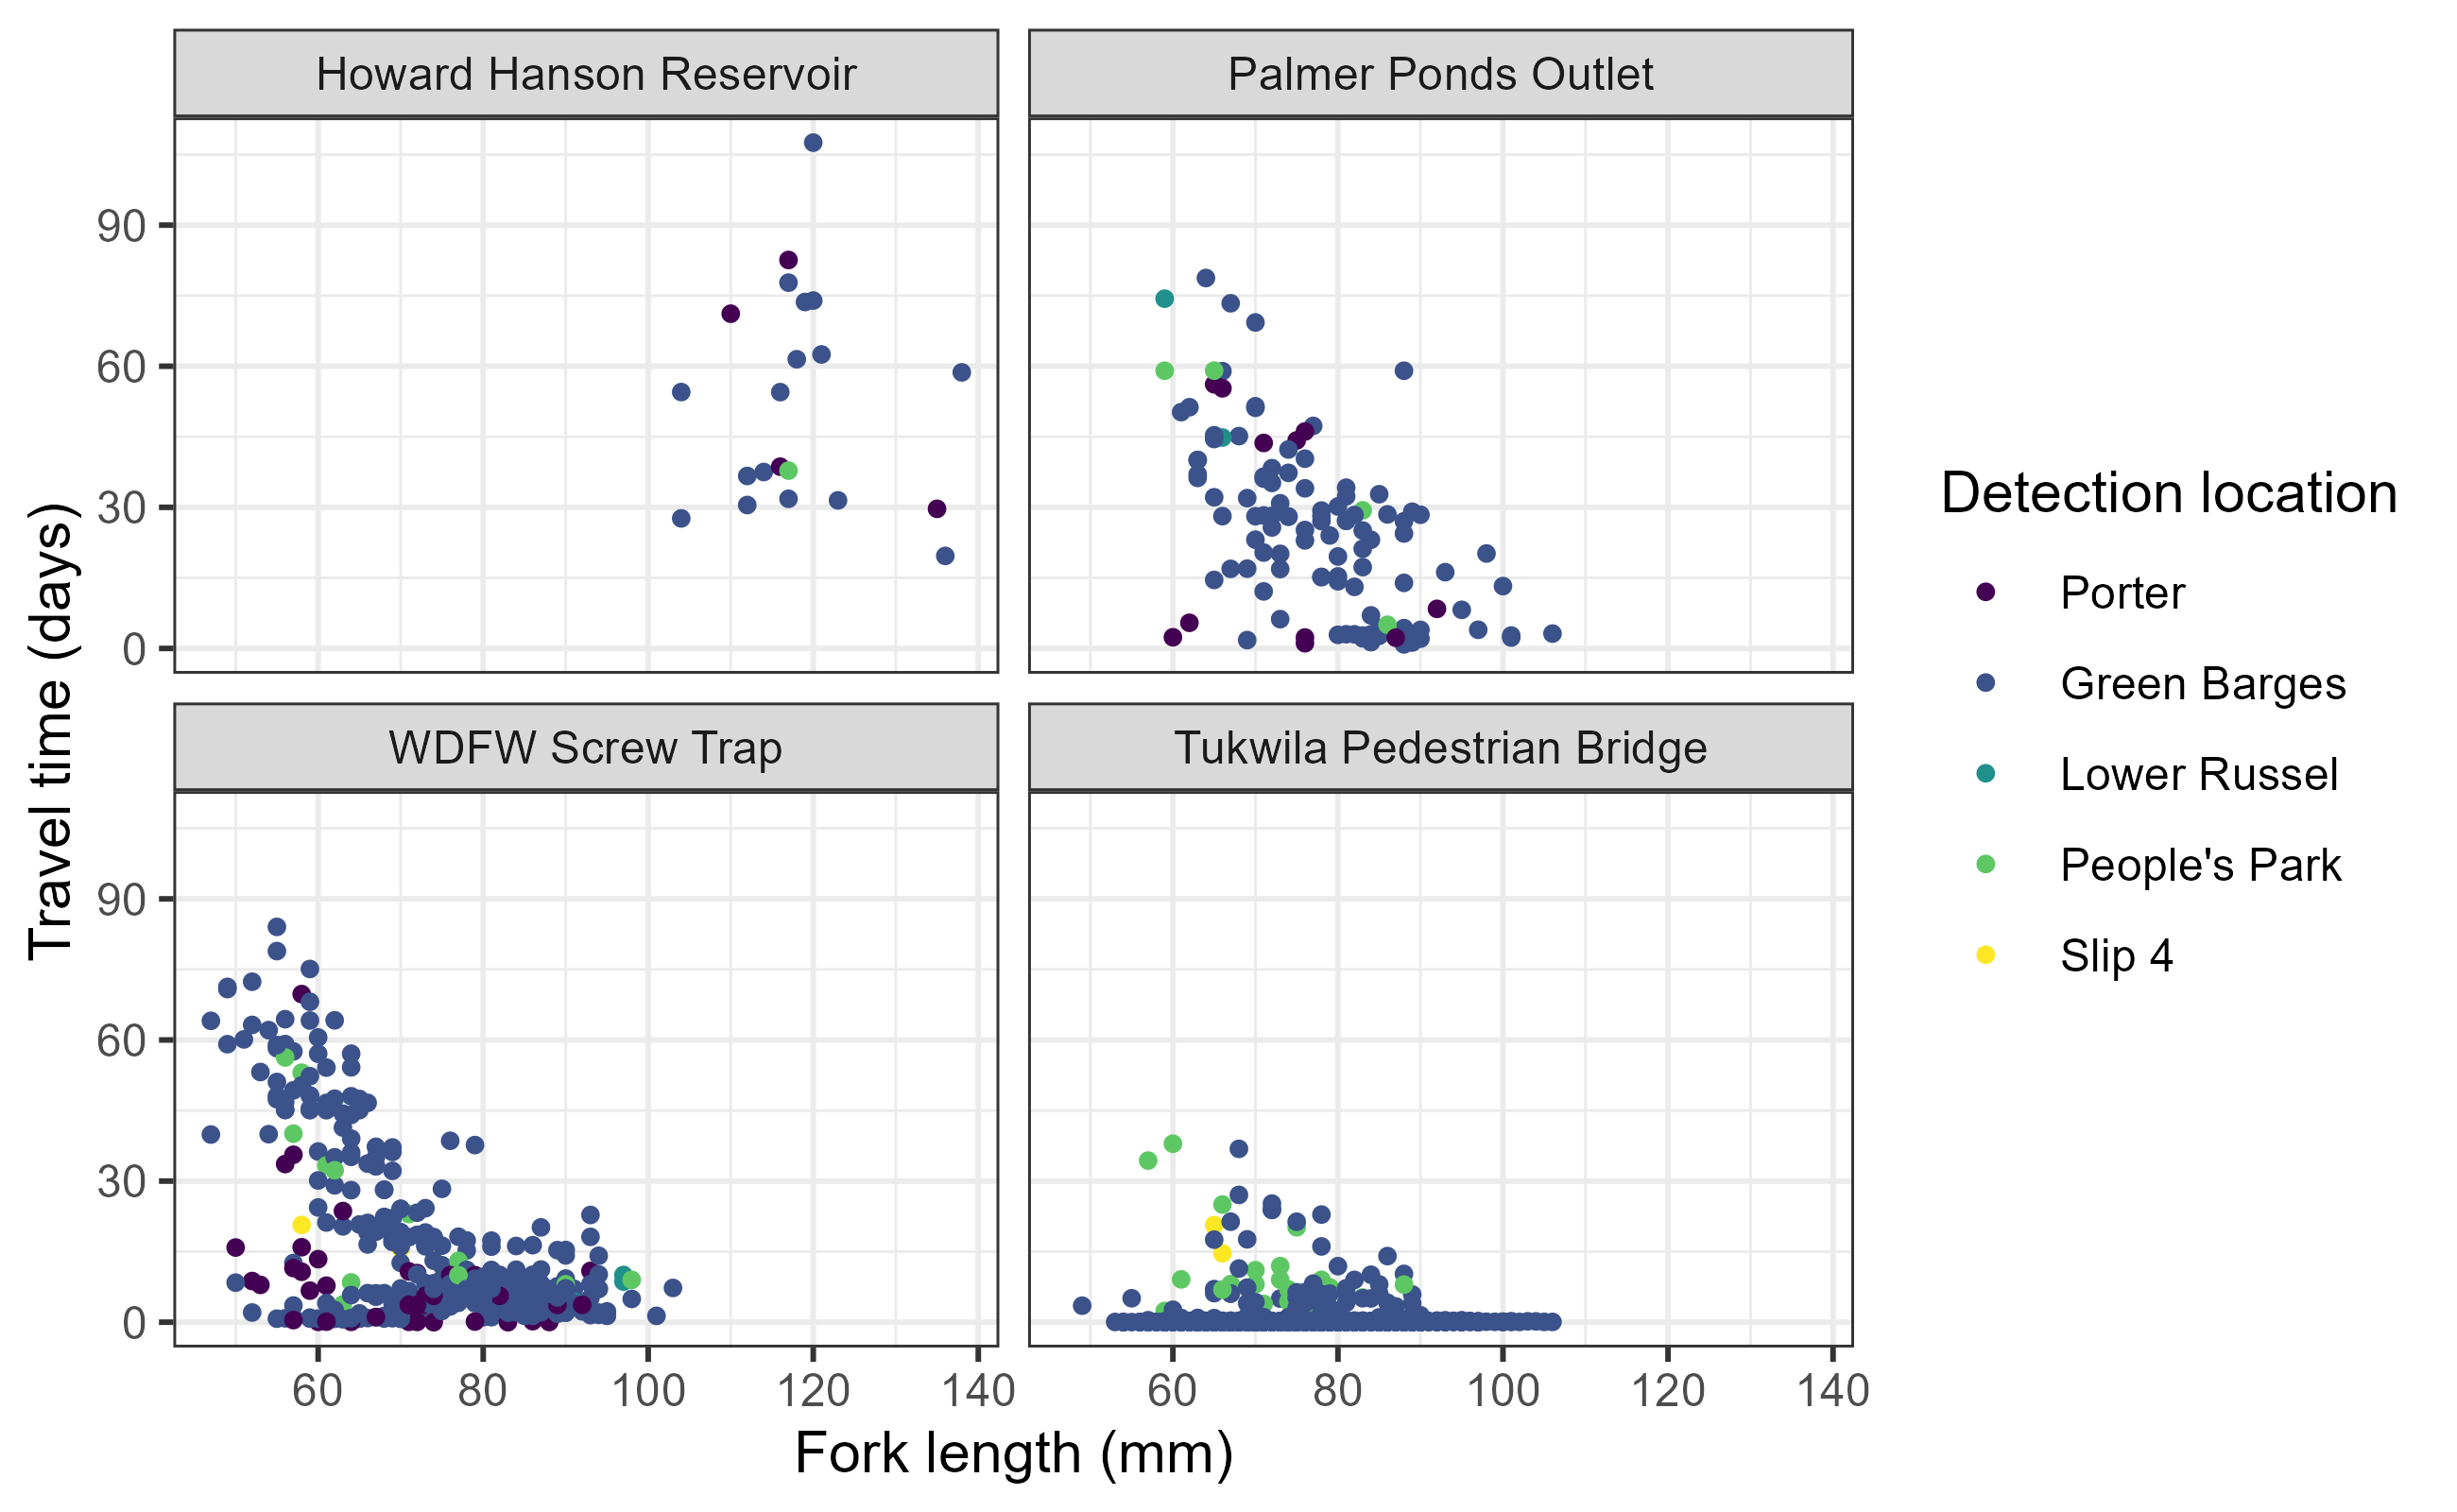 Howard Hanson Reservoir
Palmer Ponds Outlet
90
60
30
0
WDFW Screw Trap
Tukwila Pedestrian Bridge
90
60
30
0
60 80 100 120 140
60 80 100 120 140
Fork length (mm)
Travel time (days)
Detection location
Porter
Green Barges
Lower Russel
People's Park
Slip 4